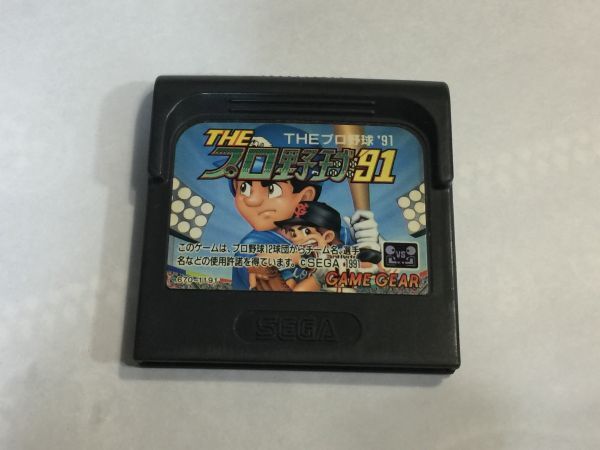 THE
プロ野球'91
THEプロ野球'91
このゲームは、プロ野球12球団からチーム名、選手
名などの使用許諾を得ています。©SEGA 1991
VS
670-1191
GAME GEAR
SEGA